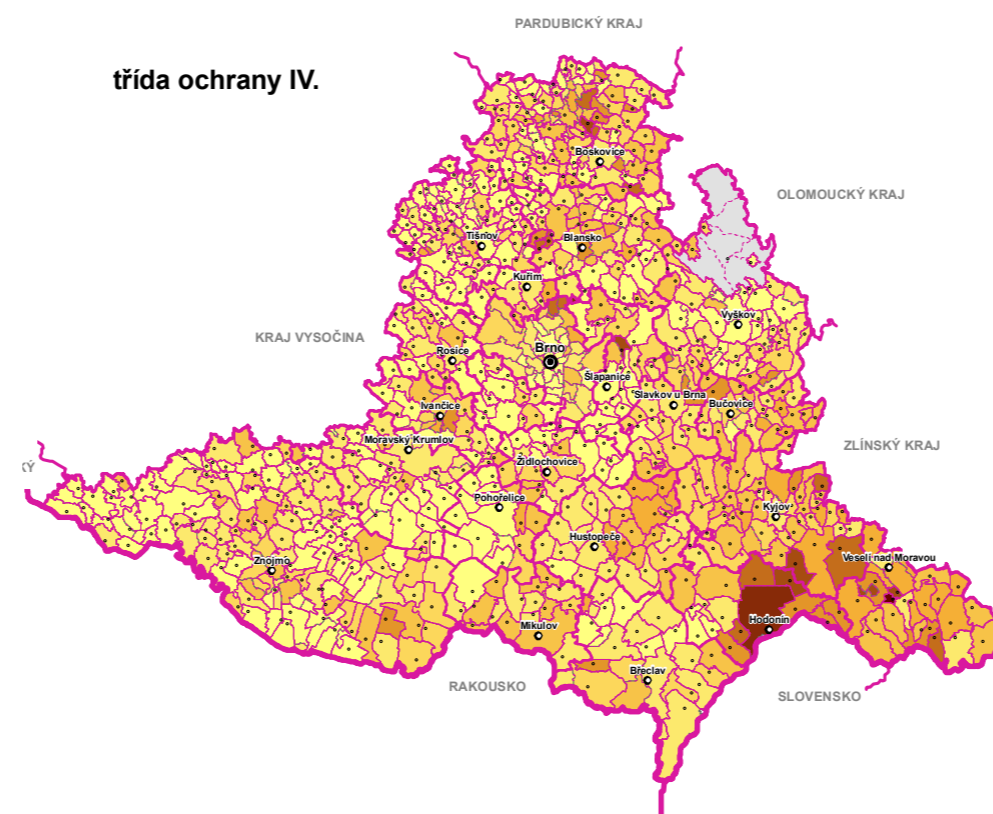 PARDUBICKÝ KRAJ
třída ochrany IV.
Boskovice
OLOMOUCKÝ KRAJ
Tišnov
Blansko
Kuřim
Vyškov
KRAJ VYSOČINA
Brno
Rosice
Šlapanice
Slavkov u Brna
Bučovice
Ivančice
Moravský Krumlov
ZLÍNSKÝ KRAJ
KÝ
Židlochovice
Pohořelice
Kyjov
Hustopeče
Veselí nad Moravou
Znojmo
Hodonín
Mikulov
Břeclav
RAKOUSKO
SLOVENSKO